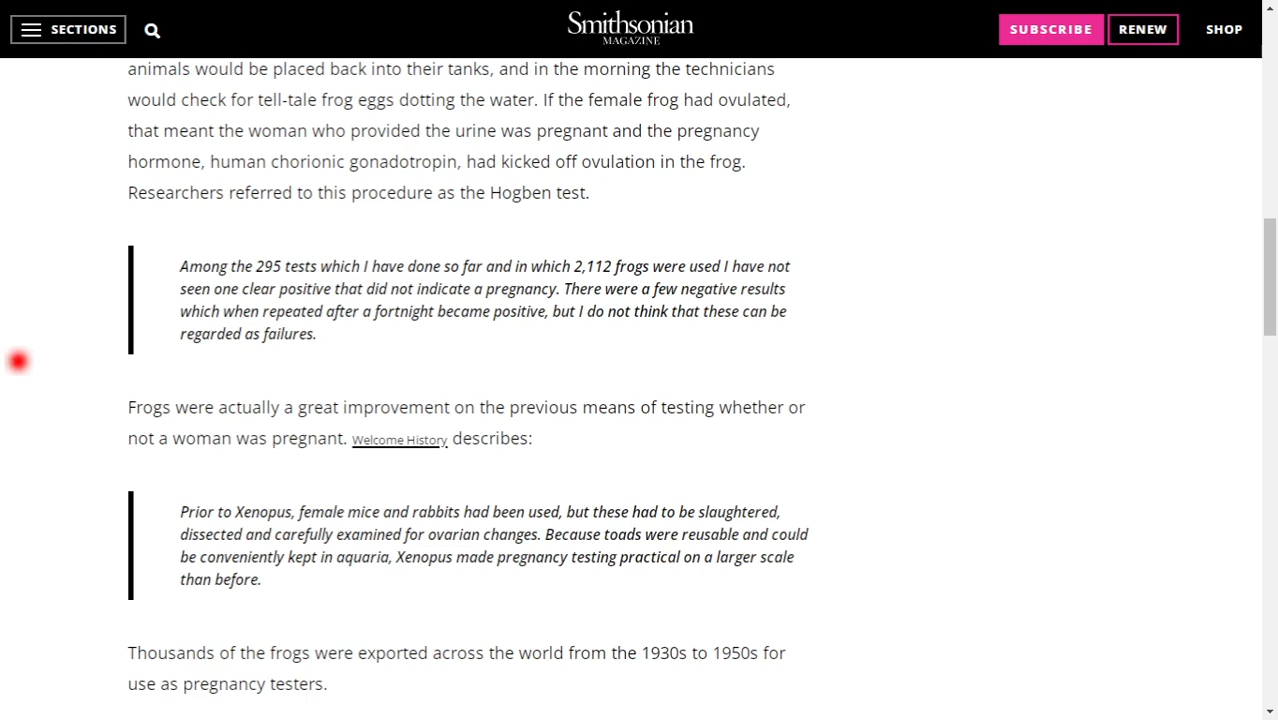 SECTIONS
Smithsonian
MAGAZINE
SUBSCRIBE
RENEW
SHOP
animals would be placed back into their tanks, and in the morning the technicians
would check for tell-tale frog eggs dotting the water. If the female frog had ovulated,
that meant the woman who provided the urine was pregnant and the pregnancy
hormone, human chorionic gonadotropin, had kicked off ovulation in the frog.
Researchers referred to this procedure as the Hogben test.
Among the 295 tests which I have done so far and in which 2,112 frogs were used I have not
seen one clear positive that did not indicate a pregnancy. There were a few negative results
which when repeated after a fortnight became positive, but I do not think that these can be
regarded as failures.
Frogs were actually a great improvement on the previous means of testing whether or
not a woman was pregnant. Welcome History describes:
Prior to Xenopus, female mice and rabbits had been used, but these had to be slaughtered,
dissected and carefully examined for ovarian changes. Because toads were reusable and could
be conveniently kept in aquaria, Xenopus made pregnancy testing practical on a larger scale
than before.
Thousands of the frogs were exported across the world from the 1930s to 1950s for
use as pregnancy testers.